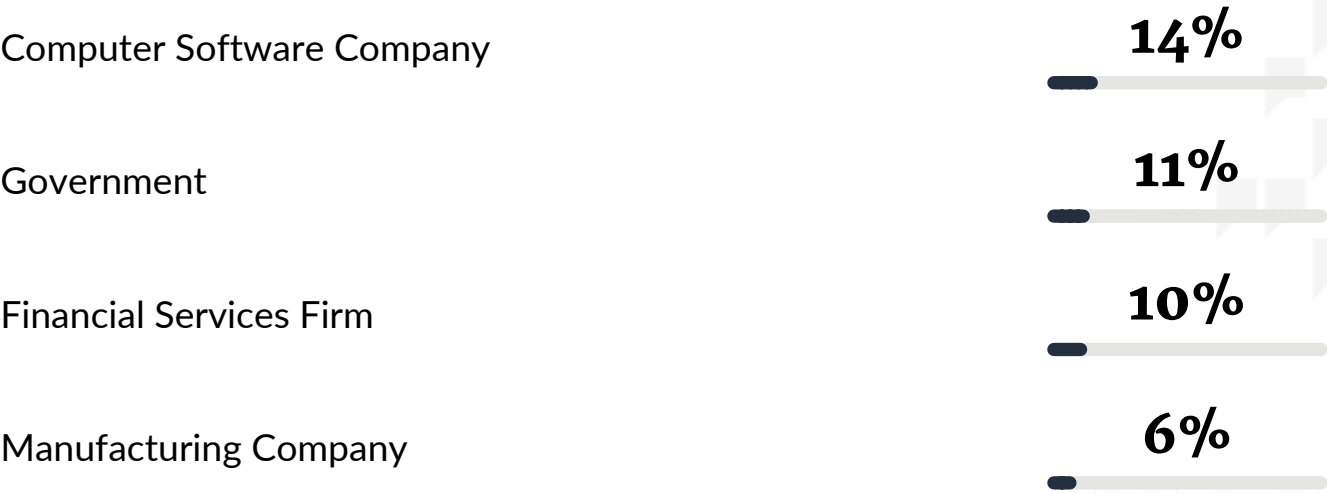 Computer Software Company 14%
Government 11%
Financial Services Firm 10%
Manufacturing Company 6%